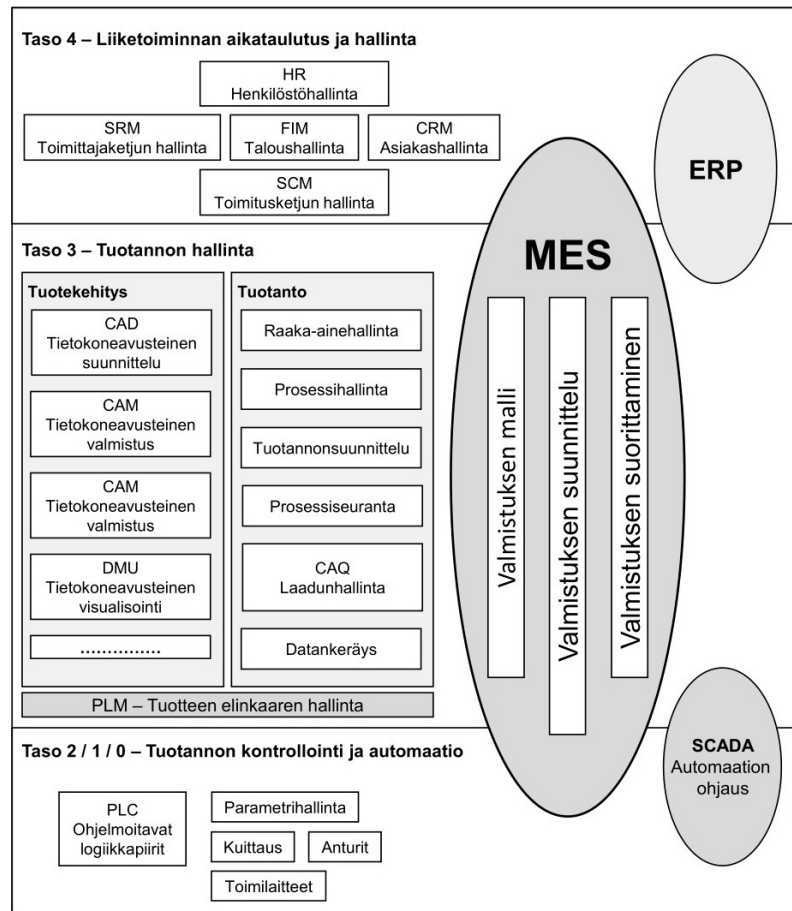 Taso 4 – Liiketoiminnan aikataulutus ja hallinta
HR
Henkilöstöhallinta
SRM
Toimittajaketjun hallinta
FIM
Taloushallinta
CRM
Asiakashallinta
SCM
Toimitusketjun hallinta
ERP
Taso 3 – Tuotannon hallinta
Tuotekehitys
CAD
Tietokoneavusteinen
suunnittelu
CAM
Tietokoneavusteinen
valmistus
CAM
Tietokoneavusteinen
valmistus
DMU
Tietokoneavusteinen
visualisointi
...............
Tuotanto
Raaka-ainehallinta
Prosessihallinta
Tuotannonsuunnittelu
Prosessiseuranta
CAQ
Laadunhallinta
Datankeräys
PLM – Tuotteen elinkaaren hallinta
MES
Valmistuksen malli
Valmistuksen suunnittelu
Valmistuksen suorittaminen
Taso 2 / 1 / 0 – Tuotannon kontrollointi ja automaatio
PLC
Ohjelmoitavat
logiikkapiirit
Parametrihallinta
Kuittaus
Anturit
Toimilaitteet
SCADA
Automaation
ohjaus